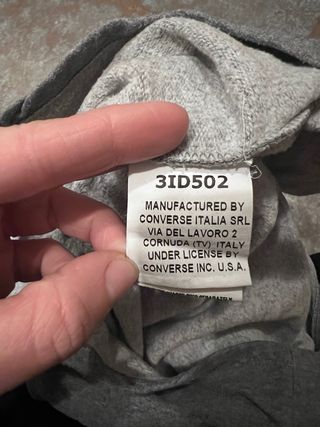 3ID502
MANUFACTURED BY
CONVERSE ITALIA SRL
VIA DEL LAVORO 2
CORNUDA (TV) ITALY
UNDER LICENSE BY
CONVERSE INC. U.S.A.